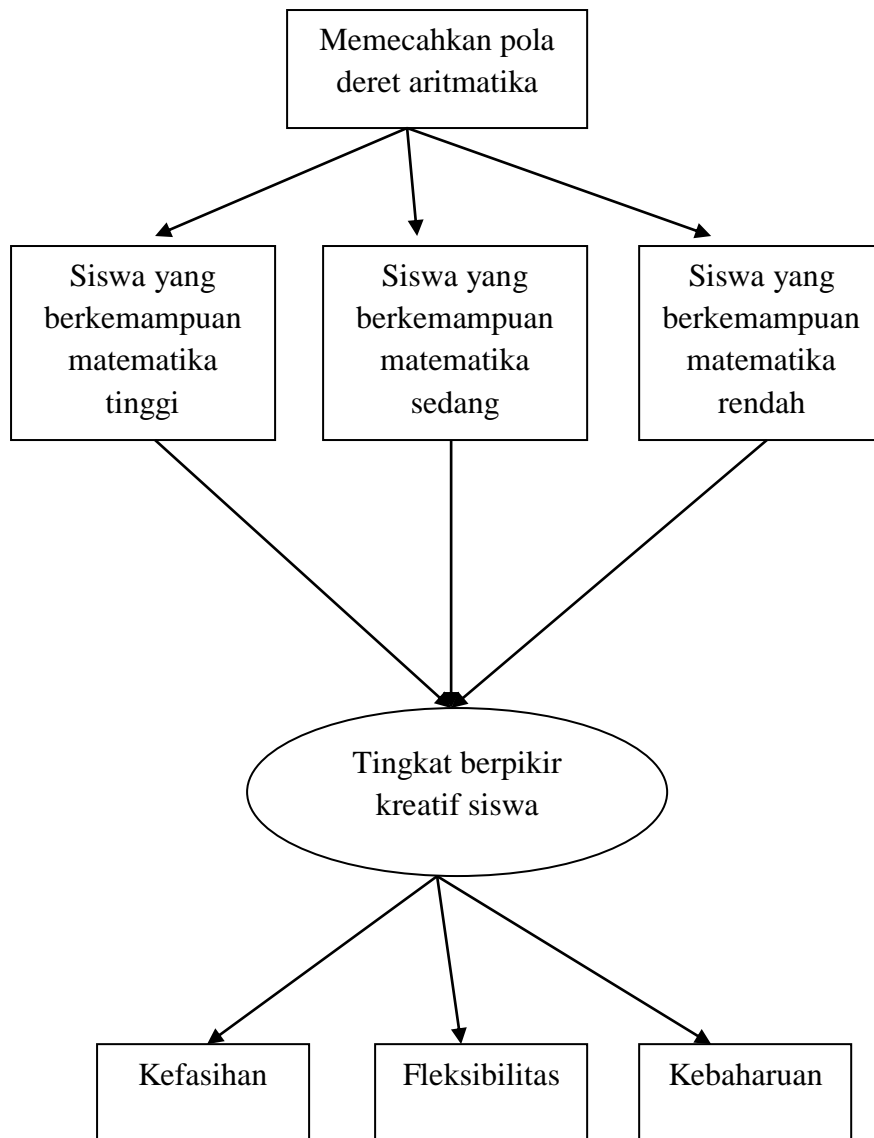 Memecahkan pola
deret aritmatika
Siswa yang
berkemampuan
matematika
tinggi
Siswa yang
berkemampuan
matematika
sedang
Siswa yang
berkemampuan
matematika
rendah
Tingkat berpikir
kreatif siswa
Kefasihan
Fleksibilitas
Kebaharuan